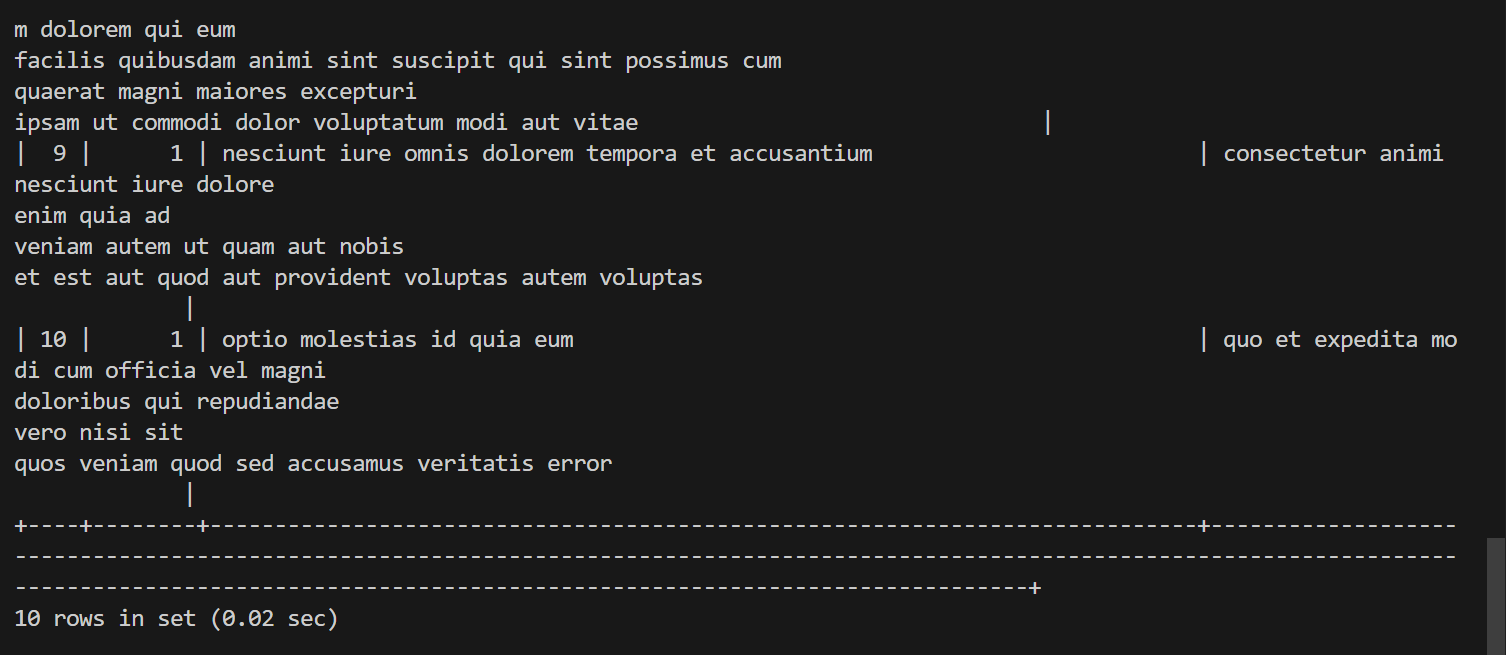 m dolorem qui eum
facilis quibusdam animi sint suscipit qui sint possimus cum
quaerat magni maiores excepturi
ipsam ut commodi dolor voluptatum modi aut vitae                               |
|  9 |      1 | nesciunt iure omnis dolorem tempora et accusantium                         | consectetur animi
nesciunt iure dolore
enim quia ad
veniam autem ut quam aut nobis
et est aut quod aut provident voluptas autem voluptas
             |
| 10 |      1 | optio molestias id quia eum                                                | quo et expedita mo
di cum officia vel magni
doloribus qui repudiandae
vero nisi sit
quos veniam quod sed accusamus veritatis error
             |
+----+--------+----------------------------------------------------------------------------+-------------------
---------------------------------------------------------------------------------------------------------------
------------------------------------------------------------------------------+
10 rows in set (0.02 sec)